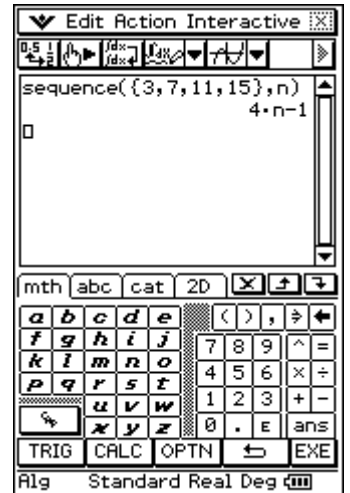 Edit Action Interactive
sequence({3,7,11,15},n)
4·n-1
mth abc cat 2D
a b c d e ( ) ,
f g h i j 7 8 9 ^ =
k l m n o 4 5 6 × ÷
p q r s t 1 2 3 + -
u v w 0 . E ans
x y z
TRIG CALC OPTN EXE
Alg Standard Real Deg